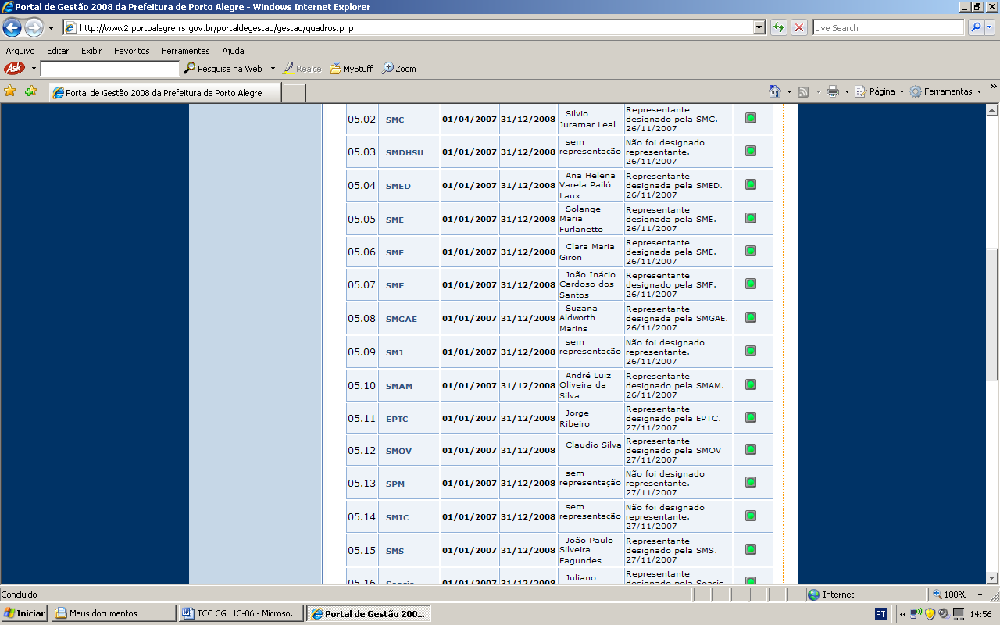 Portal de Gestão 2008 da Prefeitura de Porto Alegre - Windows Internet Explorer
http://www2.portoalegre.rs.gov.br/portaldegestao/gestao/quadros.php
Live Search
Arquivo Editar Exibir Favoritos Ferramentas Ajuda
Ask Pesquisa na Web Realce MyStuff Zoom
Portal de Gestão 2008 da Prefeitura de Porto Alegre
Página Ferramentas »
05.02 SMC 01/04/2007 31/12/2008 Silvio Juramar Leal Representante designado pela SMC. 26/11/2007
05.03 SMDHSU 01/01/2007 31/12/2008 sem representação Não foi designado representante. 26/11/2007
05.04 SMED 01/01/2007 31/12/2008 Ana Helena Varela Pailó Laux Representante designada pela SMED. 26/11/2007
05.05 SME 01/01/2007 31/12/2008 Solange Maria Furlanetto Representante designada pela SME. 26/11/2007
05.06 SME 01/01/2007 31/12/2008 Clara Maria Giron Representante designada pela SME. 26/11/2007
05.07 SMF 01/01/2007 31/12/2008 João Inácio Cardoso dos Santos Representante designado pela SMF. 26/11/2007
05.08 SMGAE 01/01/2007 31/12/2008 Suzana Aldworth Marins Representante designada pela SMGAE. 26/11/2007
05.09 SMJ 01/01/2007 31/12/2008 sem representação Não foi designado representante. 26/11/2007
05.10 SMAM 01/01/2007 31/12/2008 André Luiz Oliveira da Silva Representante designado pela SMAM. 26/11/2007
05.11 EPTC 01/01/2007 31/12/2008 Jorge Ribeiro Representante designado pela EPTC. 27/11/2007
05.12 SMOV 01/01/2007 31/12/2008 Claudio Silva Representante designado pela SMOV 27/11/2007
05.13 SPM 01/01/2007 31/12/2008 sem representação Não foi designado representante. 27/11/2007
05.14 SMIC 01/01/2007 31/12/2008 sem representação Não foi designado representante. 27/11/2007
05.15 SMS 01/01/2007 31/12/2008 João Paulo Silveira Fagundes Representante designado pela SMS. 27/11/2007
05.16 Seacis 01/01/2007 31/12/2008 Juliano Representante designado pela Seacis
Concluído Internet 100%
Iniciar Meus documentos TCC CGL 13-06 - Microso... Portal de Gestão 200... PT « 14:56